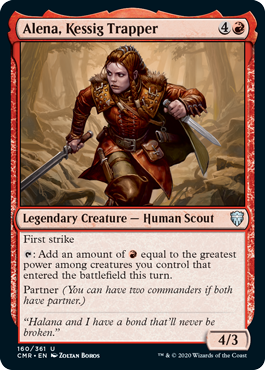 Alena, Kessig Trapper 4
Legendary Creature — Human Scout
First strike
: Add an amount of equal to the greatest
power among creatures you control that
entered the battlefield this turn.
Partner (You can have two commanders if both
have partner.)
"Halana and I have a bond that'll never
be broken."
160/361 U
CMR • EN Zoltan Boros
4/3
™ & © 2020 Wizards of the Coast